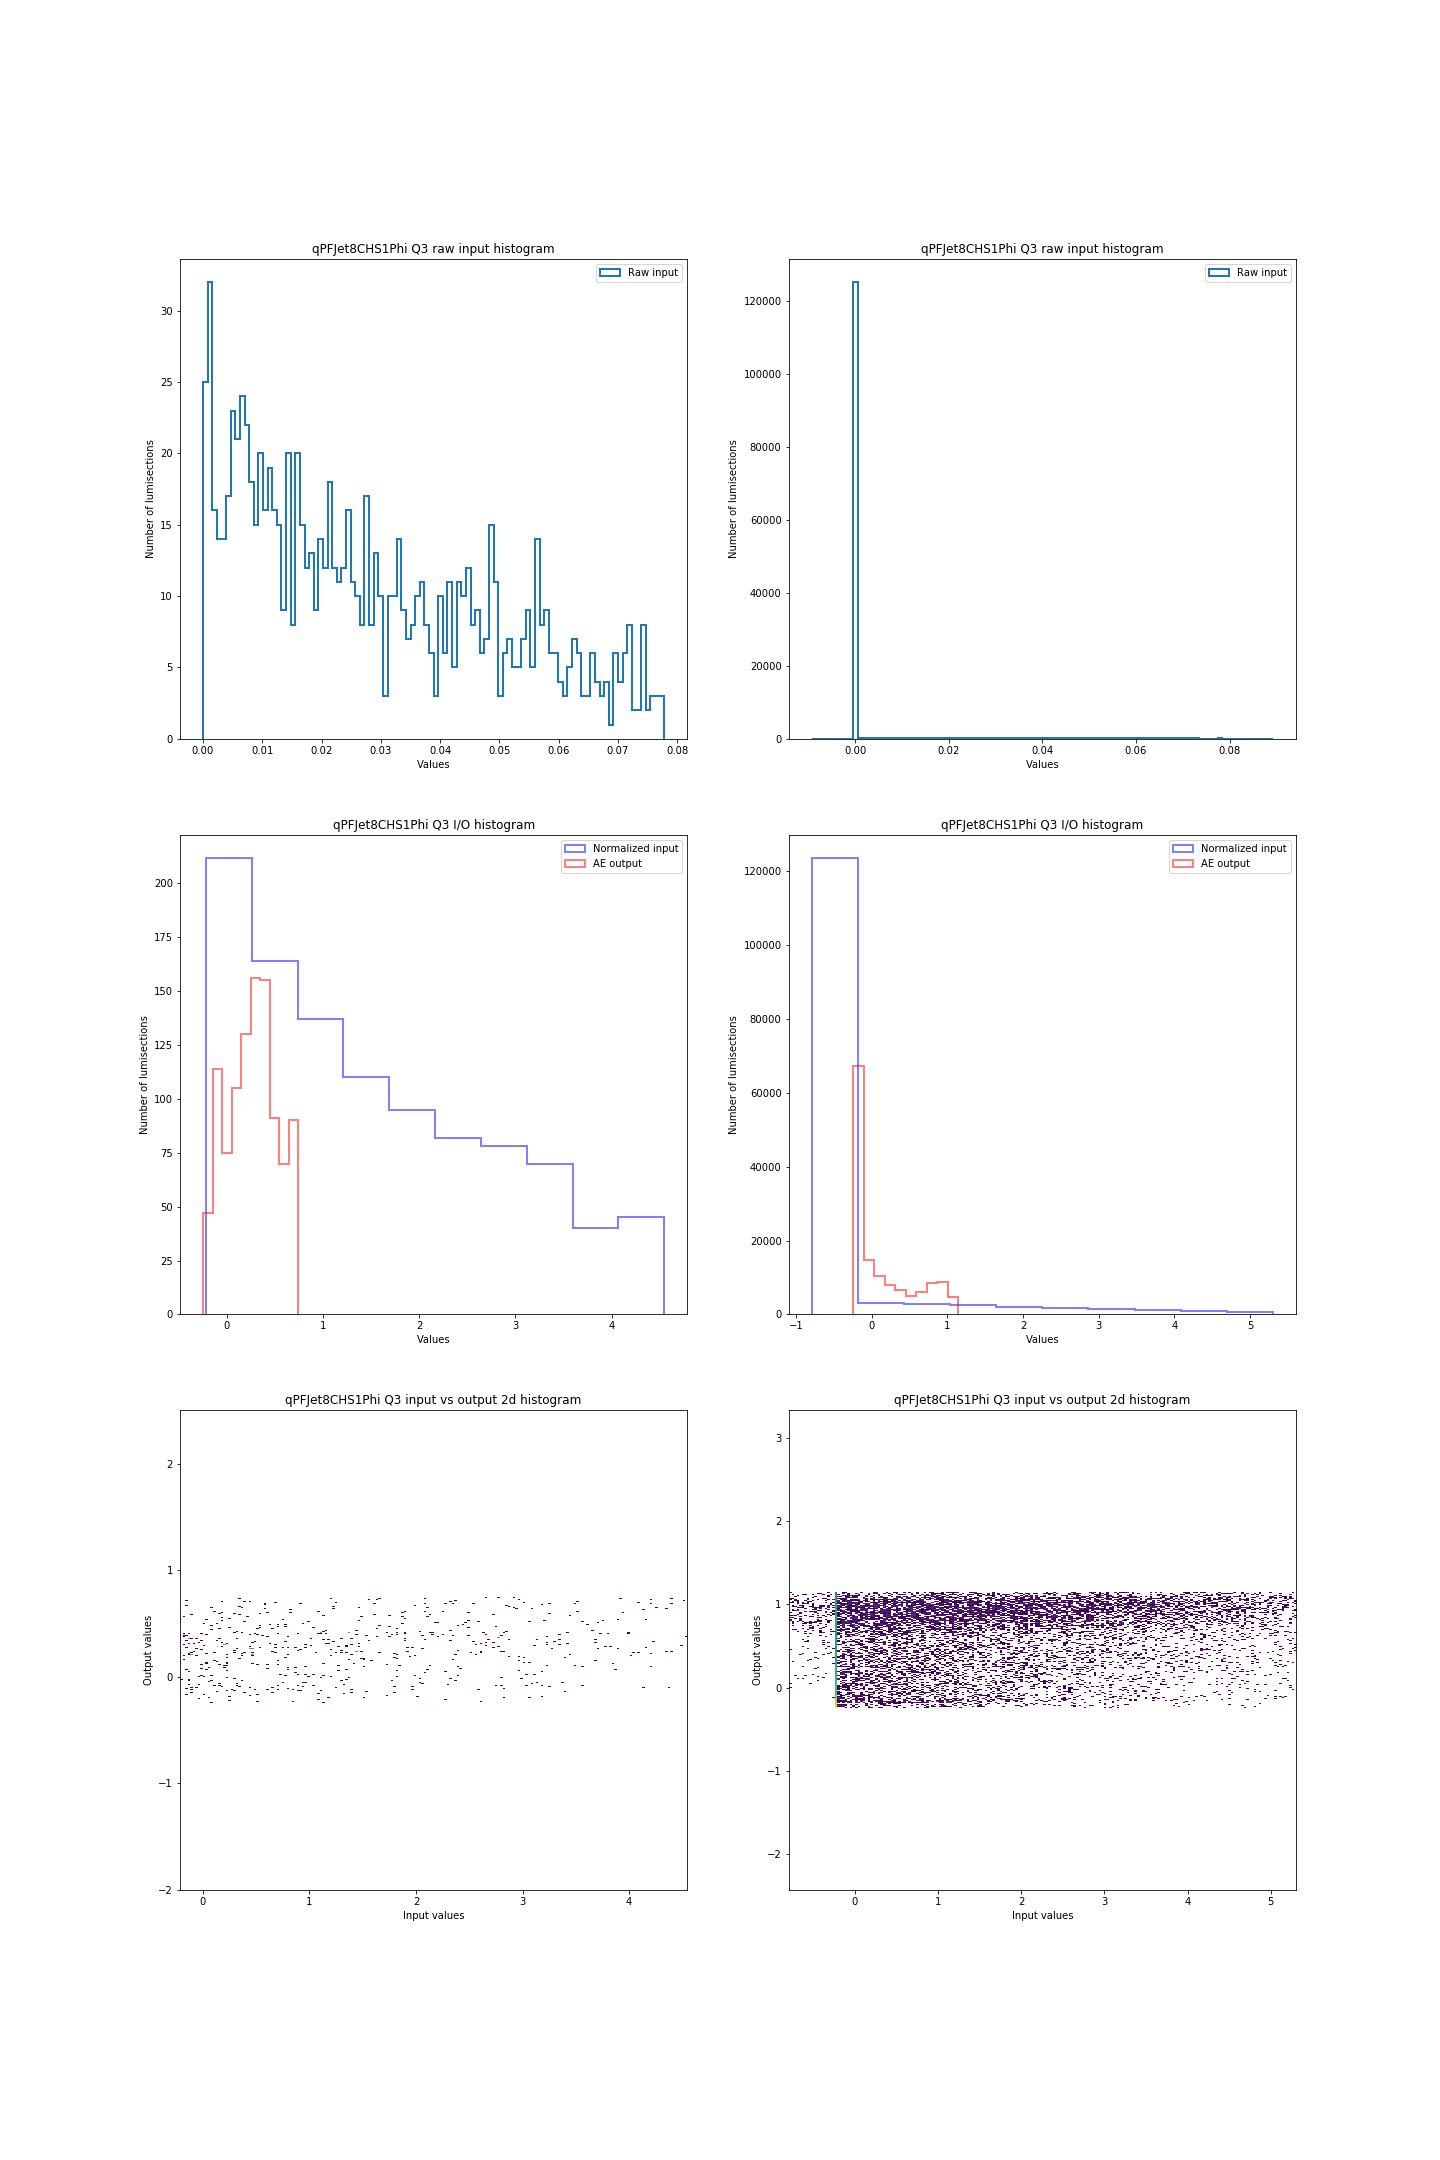 qPFJet8CHS1Phi Q3 raw input histogram
Raw input
30
25
20
15
10
5
0
Number of lumisections
0.00 0.01 0.02 0.03 0.04 0.05 0.06 0.07 0.08
Values
qPFJet8CHS1Phi Q3 raw input histogram
Raw input
120000
100000
80000
60000
40000
20000
0
Number of lumisections
0.00 0.02 0.04 0.06 0.08
Values
qPFJet8CHS1Phi Q3 I/O histogram
Normalized input
AE output
200
175
150
125
100
75
50
25
0
Number of lumisections
0 1 2 3 4
Values
qPFJet8CHS1Phi Q3 I/O histogram
Normalized input
AE output
120000
100000
80000
60000
40000
20000
0
Number of lumisections
−1 0 1 2 3 4 5
Values
qPFJet8CHS1Phi Q3 input vs output 2d histogram
2
1
0
−1
−2
Output values
0 1 2 3 4
Input values
qPFJet8CHS1Phi Q3 input vs output 2d histogram
3
2
1
0
−1
−2
Output values
0 1 2 3 4 5
Input values